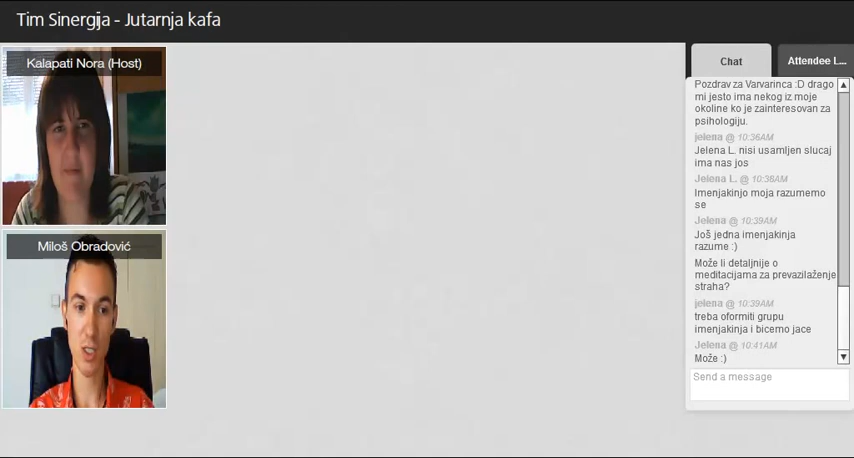 Tim Sinergija - Jutarnja kafa
Kalapati Nora (Host)
Miloš Obradović
Chat
Attendee L...
Pozdrav za Varvarinca :D drago
mi jesto ima nekog iz moje
okoline ko je zainteresovan za
psihologiju.
jelena @ 10:36AM
Jelena L. nisi usamljen slucaj
ima nas jos
Jelena L. @ 10:38AM
Imenjakinjo moja razumemo
se
Jelena @ 10:39AM
Još jedna imenjakinja
razume :)
Može li detaljnije o
meditacijama za prevazilaženje
straha?
jelena @ 10:39AM
treba oformiti grupu
imenjakinja i bicemo jace
Jelena @ 10:41AM
Može :)
Send a message